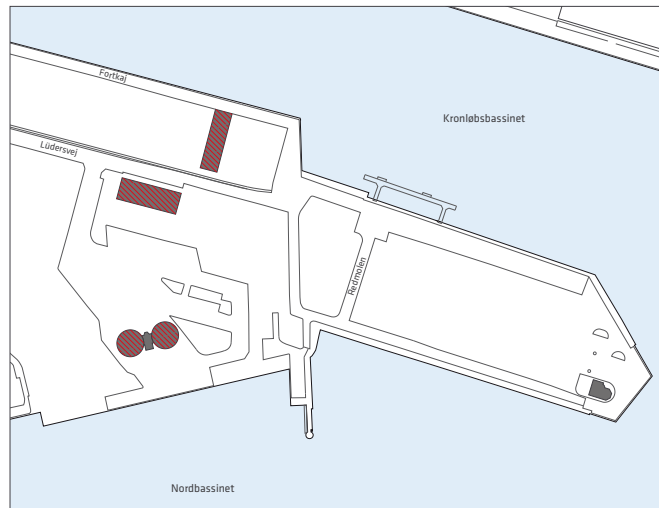 Fortkaj
Kronløbsbassinet
Lüdersvej
Redmolen
Nordbassinet